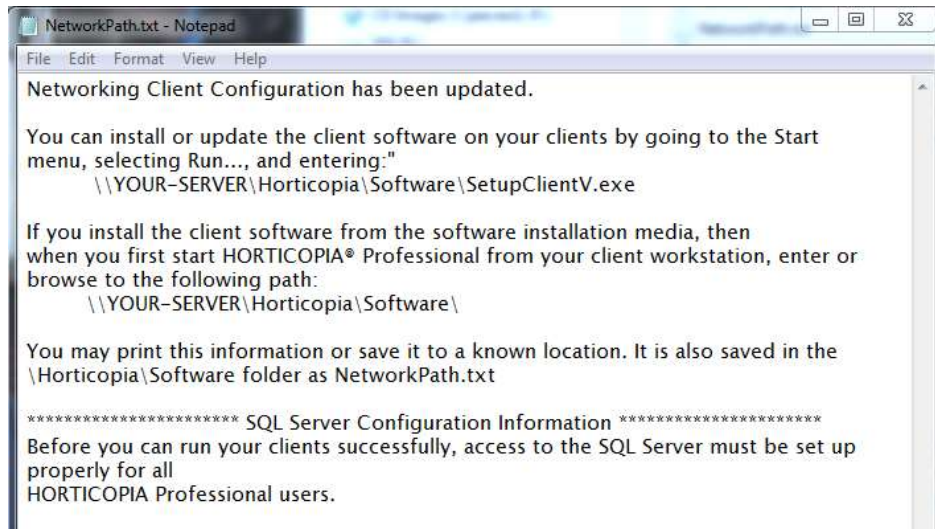 NetworkPath.txt - Notepad
File Edit Format View Help
Networking Client Configuration has been updated.
You can install or update the client software on your clients by going to the Start
menu, selecting Run..., and entering:"
\\YOUR-SERVER\Horticopia\Software\SetupClientV.exe
If you install the client software from the software installation media, then
when you first start HORTICOPIA® Professional from your client workstation, enter or
browse to the following path:
\\YOUR-SERVER\Horticopia\Software\
You may print this information or save it to a known location. It is also saved in the
\Horticopia\Software folder as NetworkPath.txt
*********************** SQL Server Configuration Information **********************
Before you can run your clients successfully, access to the SQL Server must be set up
properly for all
HORTICOPIA Professional users.